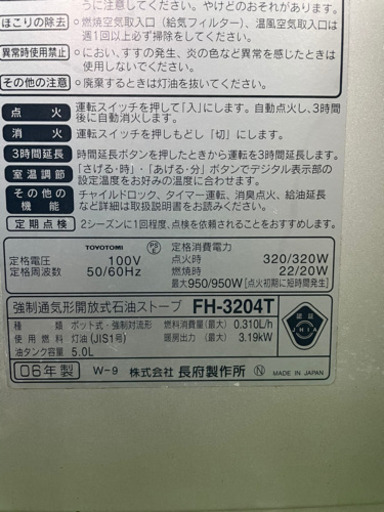 うに注意してください。やけどのおそれがあります。
ほこりの除去 ●燃焼空気取入口(給気フィルター)、温風空気取入口は
週1回以上必ず掃除をしてください。
異常時使用禁止 ●におい、すすの発生、炎の色など異常を感じたときは
使用しないでください。
その他の注意 ●廃棄するときは灯油を抜いてください。
点火 運転スイッチを押して「入」にします。自動点火し、3時間
後に自動消火します。
消火 運転スイッチを押しもどし「切」にします。
3時間延長 時間延長ボタンを押したときから運転を3時間延長します。
室温調節 「さげる・時」・「あげる・分」ボタンでデジタル表示部の
設定温度をお好みの温度に合わせます。
その他の機能 チャイルドロック、タイマー運転、消臭点火、給油延長
など詳細は取扱説明書をお読みください。
定期点検 2シーズンに1回程度、点検を依頼されることをおすすめします。
TOYOTOMI
定格電圧 100V
定格周波数 50/60Hz
定格消費電力
点火時 320/320W
燃焼時 22/20W
最大950/950W [点火初期に短時間発生]
強制通気形開放式石油ストーブ FH-3204T
種類 ポット式・強制対流形 燃料消費量(最大) 0.310L/h
使用燃料 灯油(JIS1号) 暖房出力(最大) 3.19kW
油タンク容量 5.0L
認証
JHIA
06年製 W-9 株式会社 長府製作所 Ⓝ MADE IN JAPAN